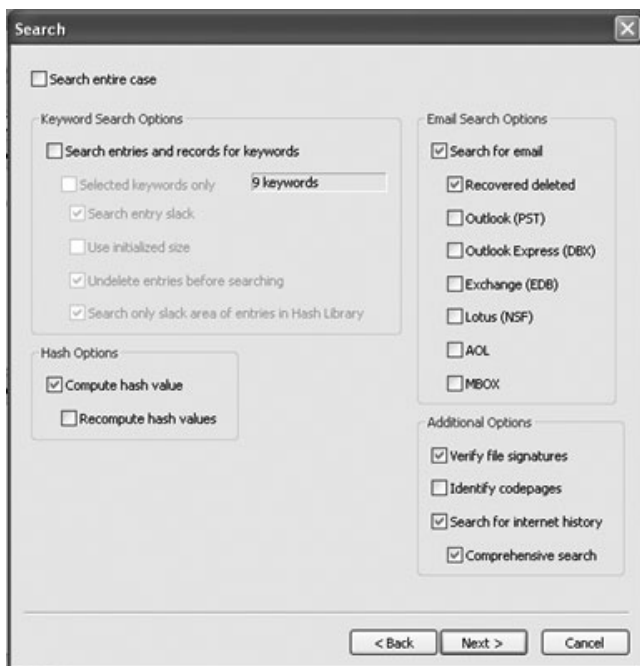 Search
Search entire case
Keyword Search Options
Search entries and records for keywords
Selected keywords only
9 keywords
Search entry slack
Use initialized size
Undelete entries before searching
Search only slack area of entries in Hash Library
Hash Options
Compute hash value
Recompute hash values
Email Search Options
Search for email
Recovered deleted
Outlook (PST)
Outlook Express (DBX)
Exchange (EDB)
Lotus (NSF)
AOL
MBOX
Additional Options
Verify file signatures
Identify codepages
Search for internet history
Comprehensive search
< Back
Next >
Cancel